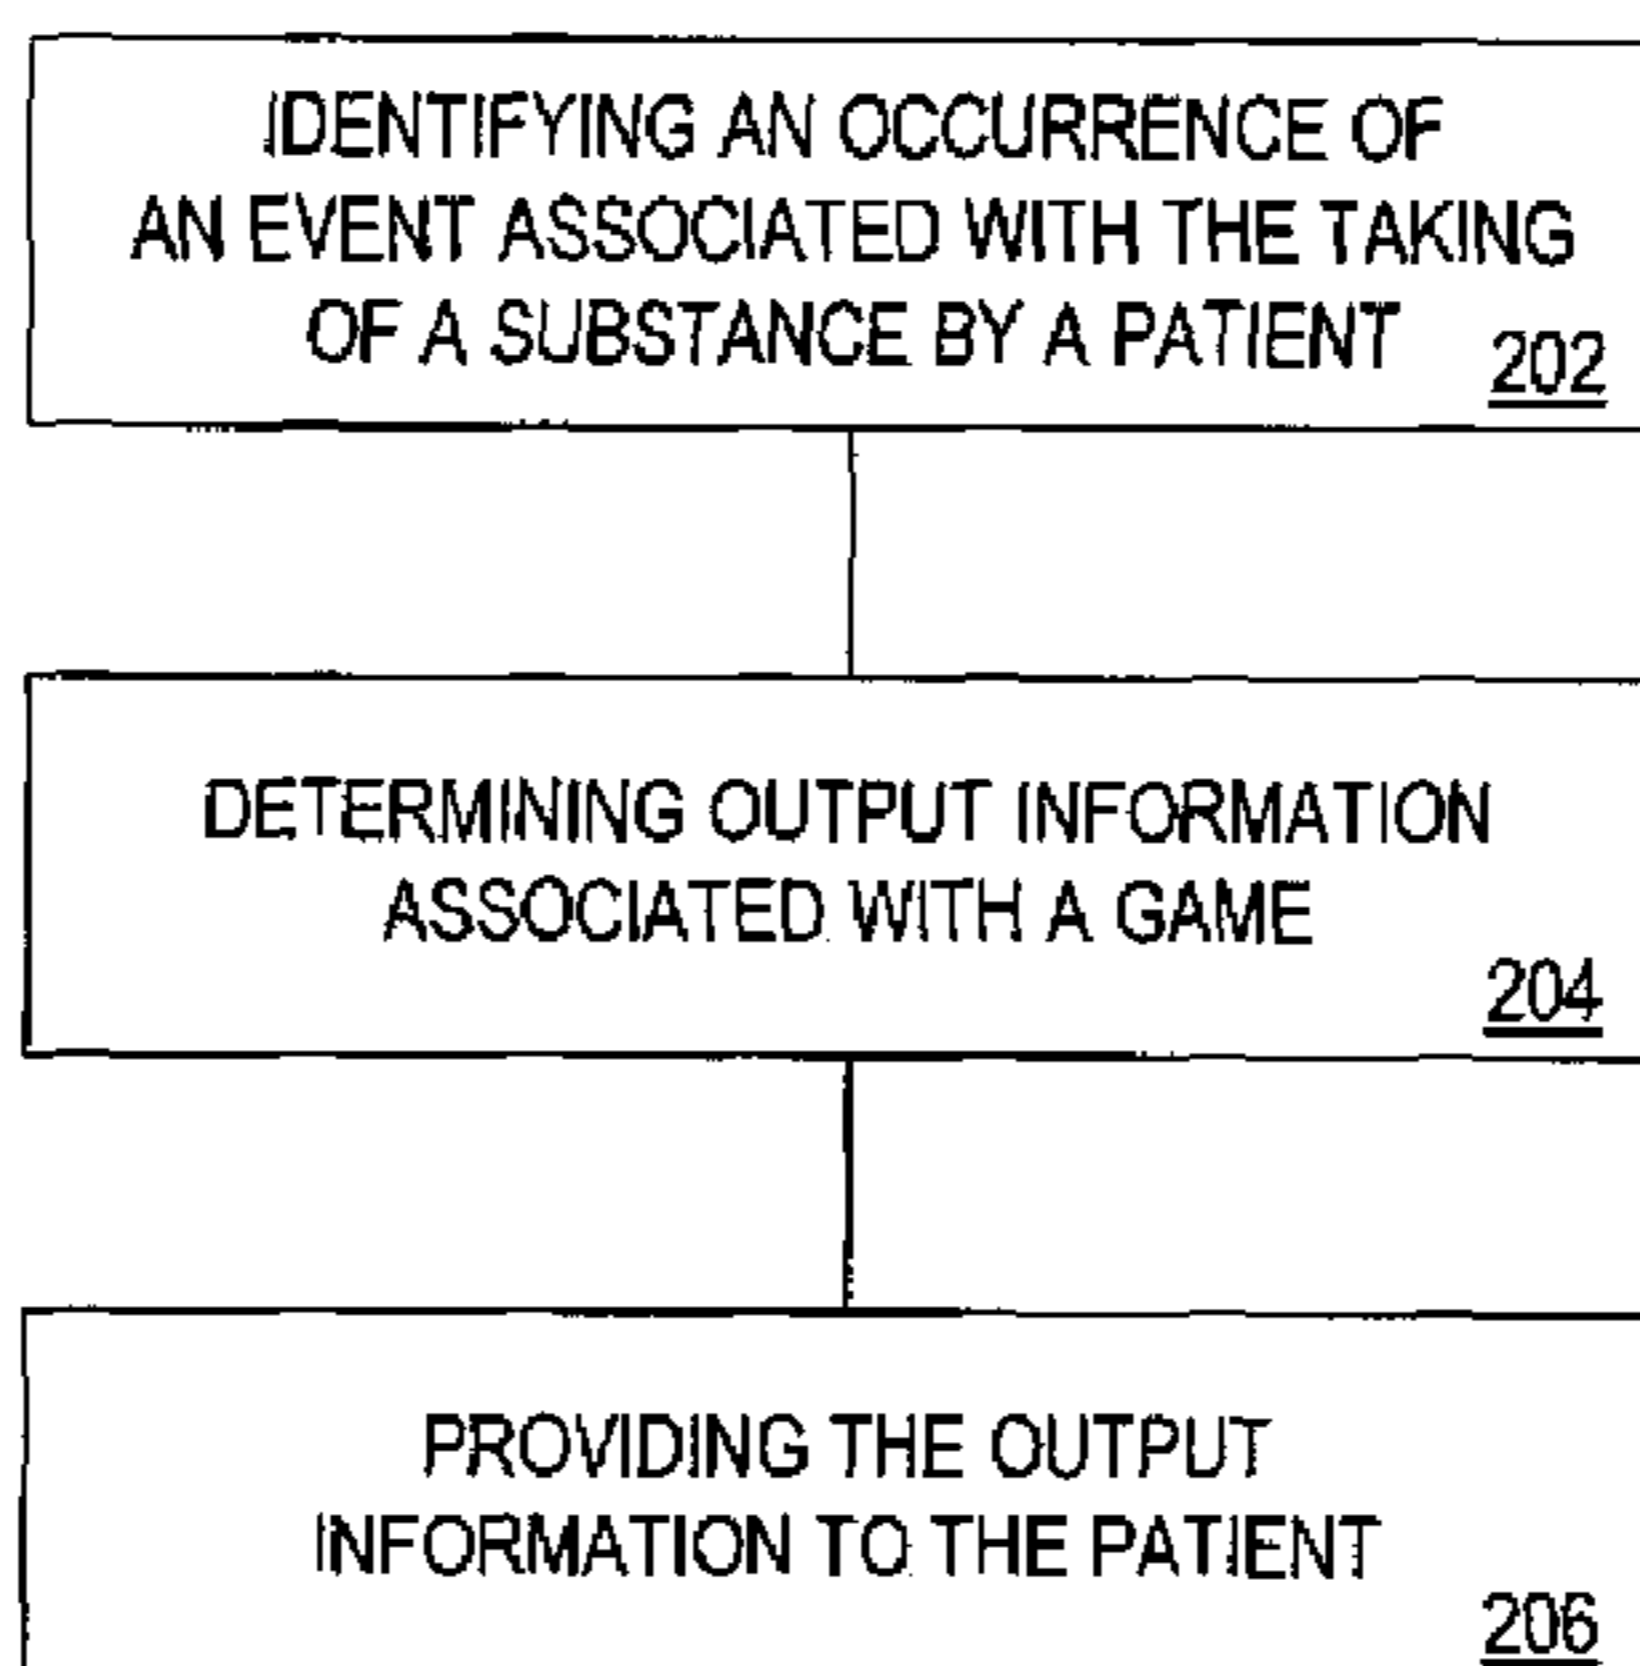 IDENTIFYING AN OCCURRENCE OF
AN EVENT ASSOCIATED WITH THE TAKING
OF A SUBSTANCE BY A PATIENT
202
DETERMINING OUTPUT INFORMATION
ASSOCIATED WITH A GAME
204
PROVIDING THE OUTPUT
INFORMATION TO THE PATIENT
206